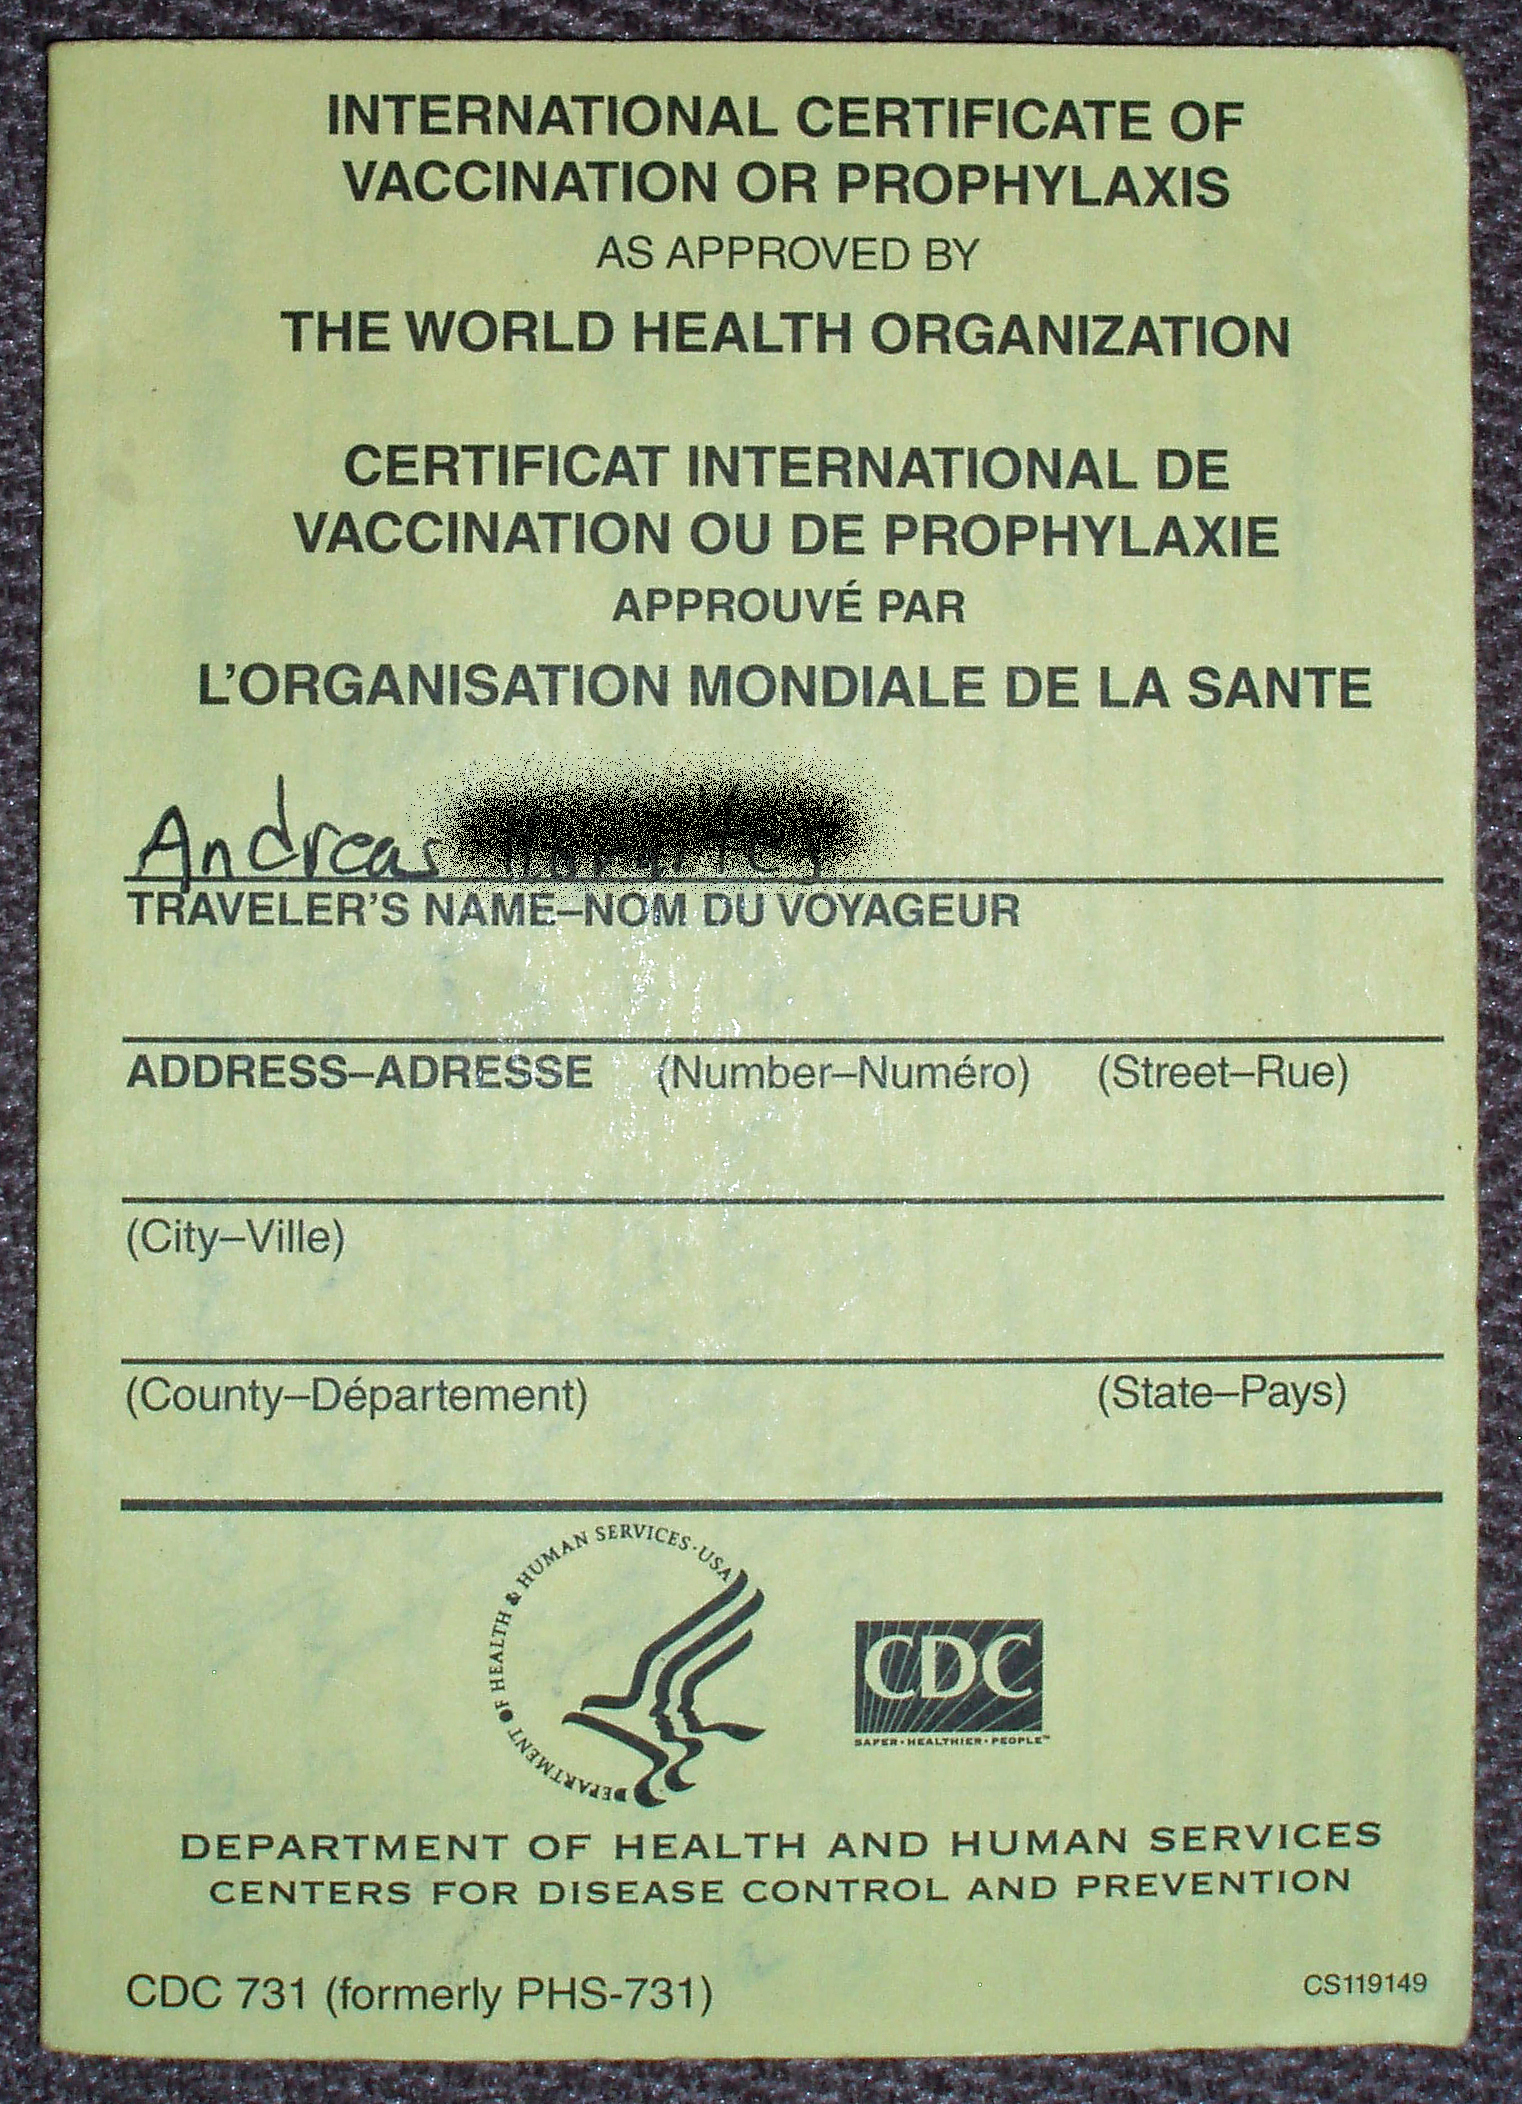 INTERNATIONAL CERTIFICATE OF
VACCINATION OR PROPHYLAXIS
AS APPROVED BY
THE WORLD HEALTH ORGANIZATION
CERTIFICAT INTERNATIONAL DE
VACCINATION OU DE PROPHYLAXIE
APPROUVÉ PAR
L'ORGANISATION MONDIALE DE LA SANTE
Andreas
TRAVELER'S NAME–NOM DU VOYAGEUR
ADDRESS–ADRESSE (Number–Numéro) (Street–Rue)
(City–Ville)
(County–Département) (State–Pays)
DEPARTMENT OF HEALTH & HUMAN SERVICES·USA
CDC
SAFER·HEALTHIER·PEOPLE™
DEPARTMENT OF HEALTH AND HUMAN SERVICES
CENTERS FOR DISEASE CONTROL AND PREVENTION
CDC 731 (formerly PHS-731) CS119149